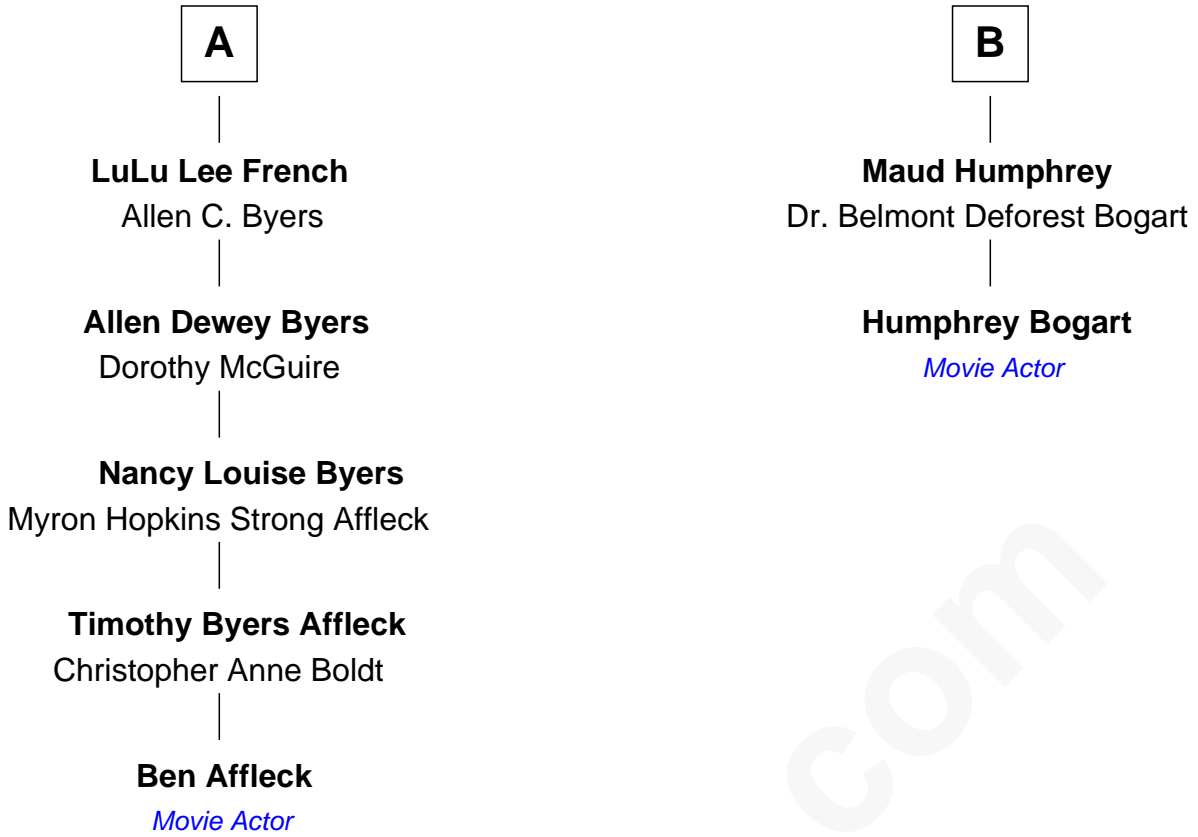 A
LuLu Lee French
Allen C. Byers
Allen Dewey Byers
Dorothy McGuire
Nancy Louise Byers
Myron Hopkins Strong Affleck
Timothy Byers Affleck
Christopher Anne Boldt
Ben Affleck
Movie Actor
B
Maud Humphrey
Dr. Belmont Deforest Bogart
Humphrey Bogart
Movie Actor
com